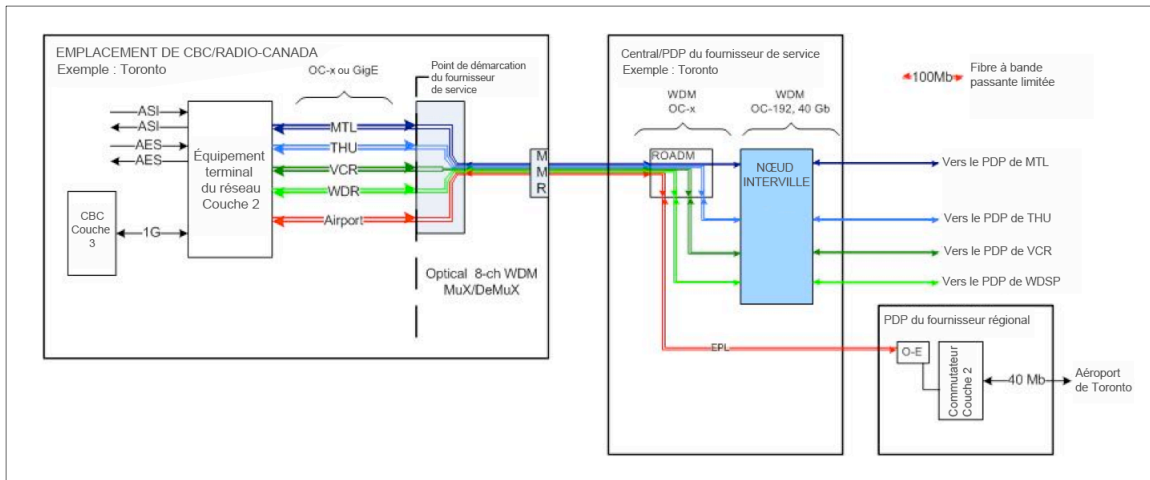 EMPLACEMENT DE CBC/RADIO-CANADA
Exemple : Toronto
OC-x ou GigE
Point de démarcation
du fournisseur
de service
ASI
ASI
AES
AES
Équipement
terminal
du réseau
Couche 2
CBC
Couche
3
1G
MTL
THU
VCR
WDR
Airport
Optical 8-ch WDM
MuX/DeMuX
M
M
R
Central/PDP du fournisseur de service
Exemple : Toronto
WDM
OC-x
WDM
OC-192, 40 Gb
ROADM
NŒUD
INTERVILLE
EPL
100Mb
Fibre à bande
passante limitée
Vers le PDP de MTL
Vers le PDP de THU
Vers le PDP de VCR
Vers le PDP de WDSP
PDP du fournisseur régional
O-E
Commutateur
Couche 2
40 Mb
Aéroport
de Toronto